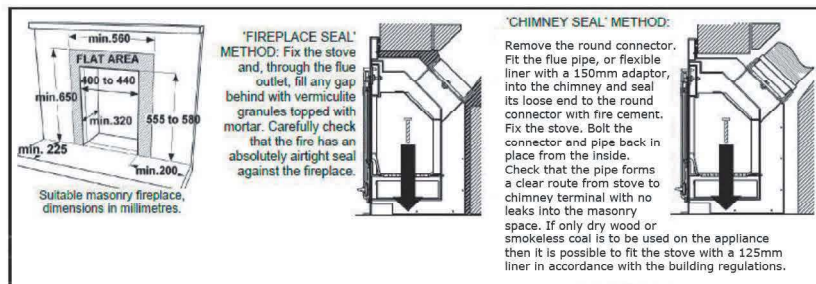 min.560
FLAT AREA
400 to 440
min.650
min.320
555 to 580
min. 225
min.200
Suitable masonry fireplace,
dimensions in millimetres.
'FIREPLACE SEAL'
METHOD: Fix the stove
and, through the flue
outlet, fill any gap
behind with vermiculite
granules topped with
mortar. Carefully check
that the fire has an
absolutely airtight seal
against the fireplace.
'CHIMNEY SEAL' METHOD:
Remove the round connector.
Fit the flue pipe, or flexible
liner with a 150mm adaptor,
into the chimney and seal
its loose end to the round
connector with fire cement.
Fix the stove. Bolt the
connector and pipe back in
place from the inside.
Check that the pipe forms
a clear route from stove to
chimney terminal with no
leaks into the masonry
space. If only dry wood or
smokeless coal is to be used on the appliance
then it is possible to fit the stove with a 125mm
liner in accordance with the building regulations.